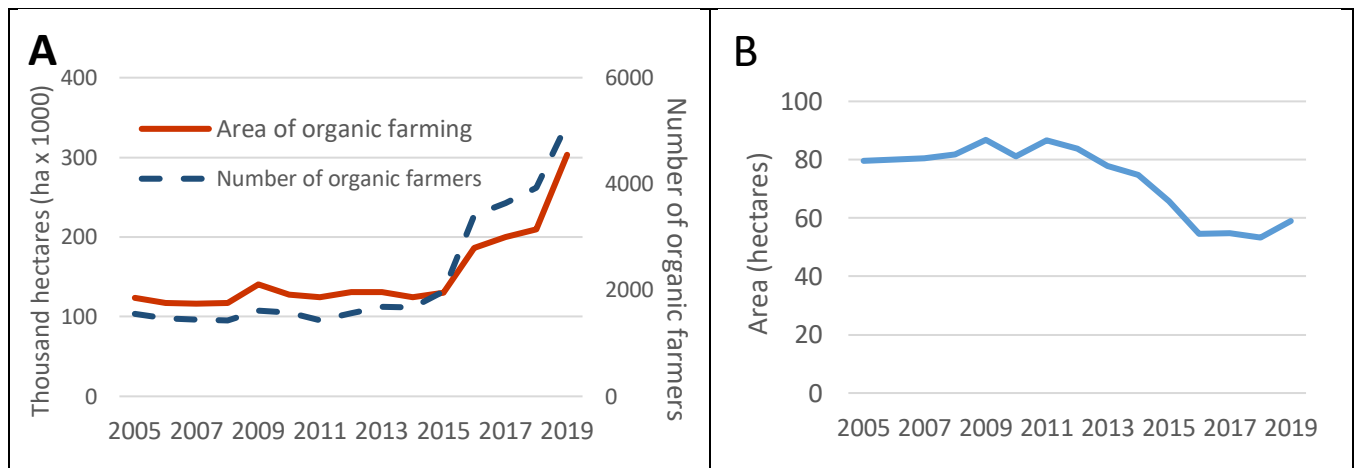 A
400
300
200
100
0
Thousand hectares (ha x 1000)
Area of organic farming
Number of organic farmers
6000
4000
2000
0
Number of organic farmers
2005 2007 2009 2011 2013 2015 2017 2019
B
100
80
60
40
20
0
Area (hectares)
2005 2007 2009 2011 2013 2015 2017 2019